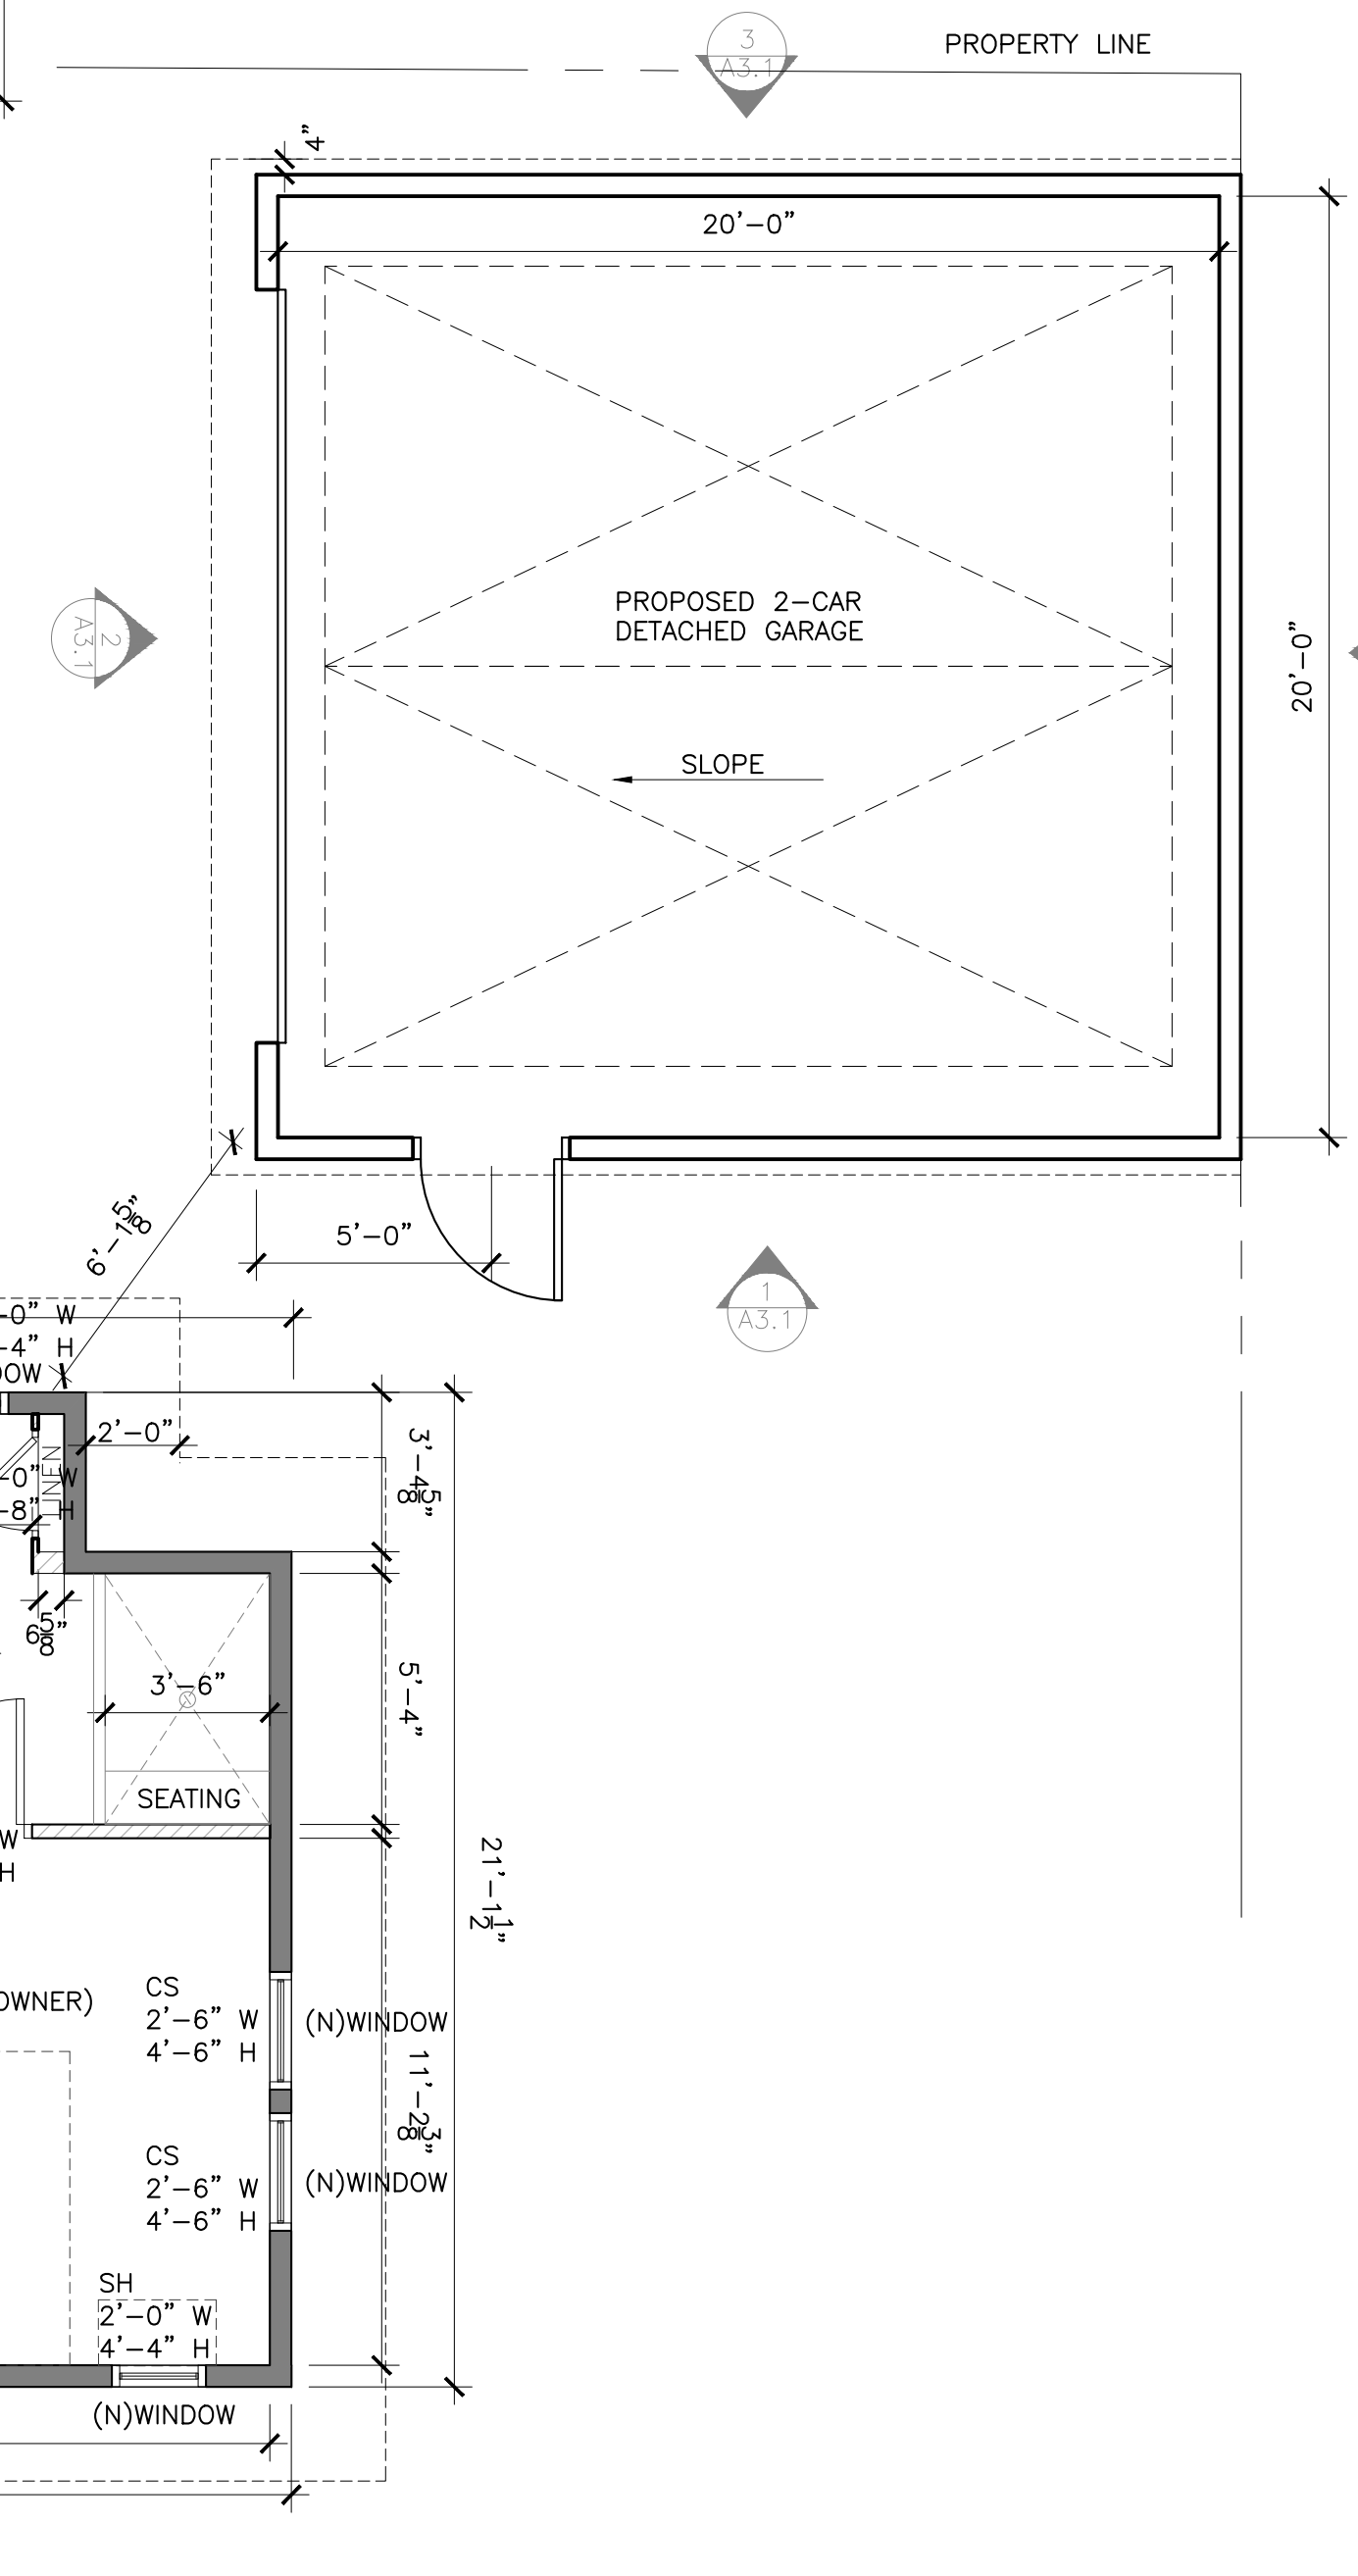 3
A3.1
PROPERTY LINE
4"
20'-0"
PROPOSED 2-CAR
DETACHED GARAGE
2
A3.1
20'-0"
SLOPE
6'-1 5/8"
5'-0"
1
A3.1
-0" W
-4" H
2'-0"
3'-4 5/8"
LINEN
-0" W
-8" H
6 5/8"
3'-6"
5'-4"
SEATING
W
H
21'-1 1/2"
OWNER)
CS
2'-6" W
4'-6" H
(N)WINDOW
11'-2 3/8"
CS
2'-6" W
4'-6" H
(N)WINDOW
SH
2'-0" W
4'-4" H
(N)WINDOW